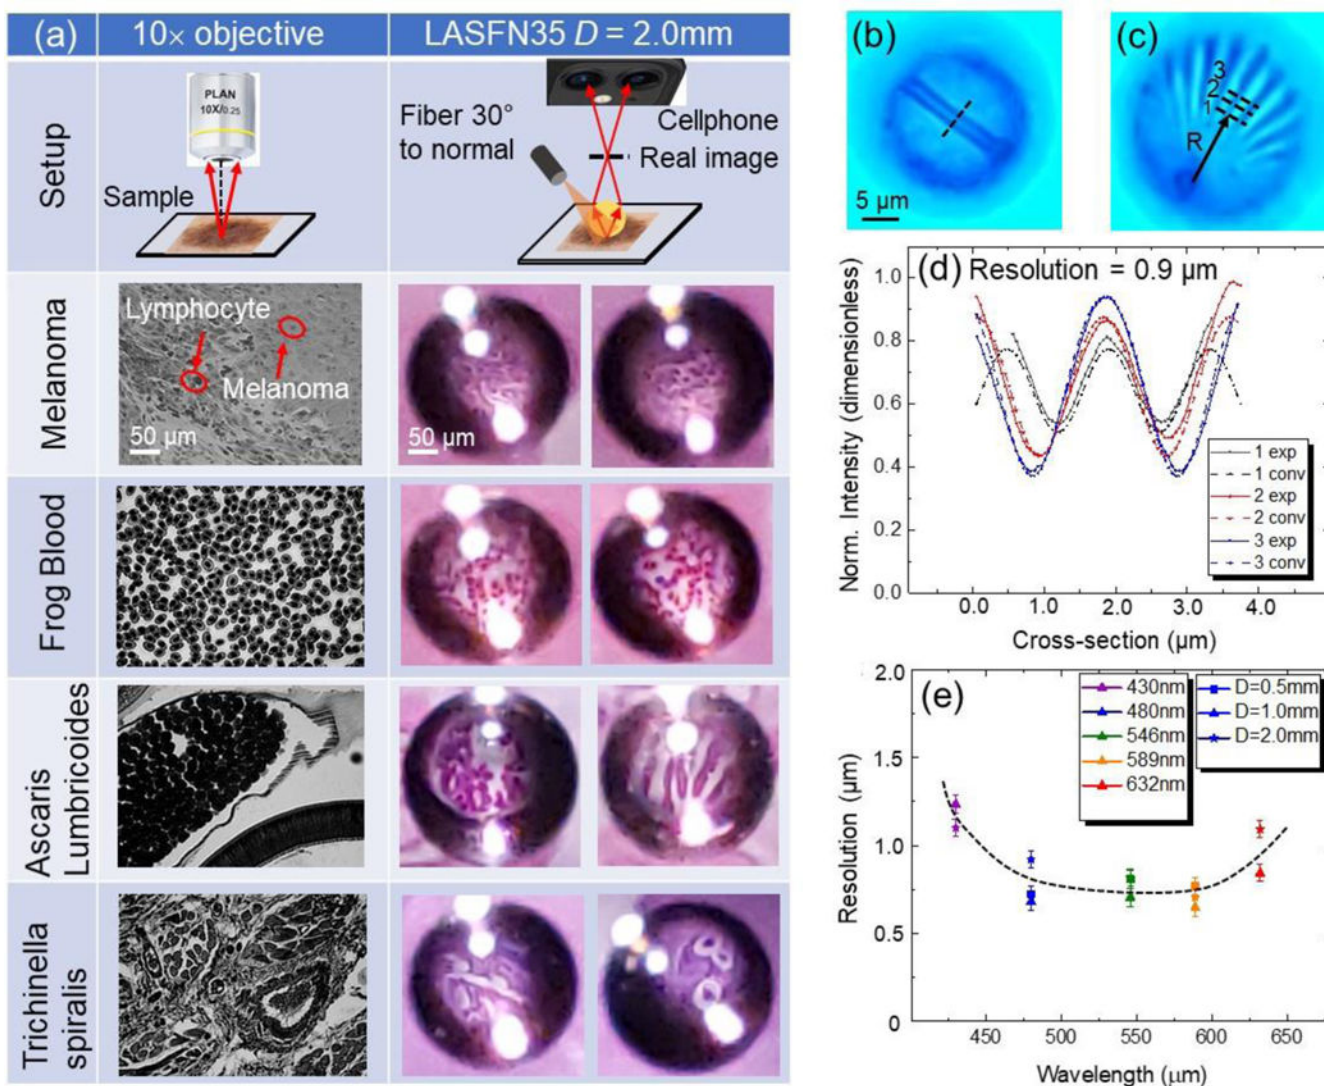 (a)
10× objective
LASFN35 D = 2.0mm
Setup
PLAN
10X/0.25
Sample
Fiber 30°
to normal
Cellphone
Real image
Melanoma
Lymphocyte
Melanoma
50 μm
50 μm
Frog Blood
Ascaris
Lumbricoides
Trichinella
spiralis
(b)
5 μm
(c)
3
2
1
R
(d)
Resolution = 0.9 μm
Norm. Intensity (dimensionless)
1.0
0.8
0.6
0.4
0.2
0.0
1 exp
1 conv
2 exp
2 conv
3 exp
3 conv
0.0 1.0 2.0 3.0 4.0
Cross-section (μm)
(e)
Resolution (μm)
2.0
1.5
1.0
0.5
0
430nm
480nm
546nm
589nm
632nm
D=0.5mm
D=1.0mm
D=2.0mm
450 500 550 600 650
Wavelength (μm)